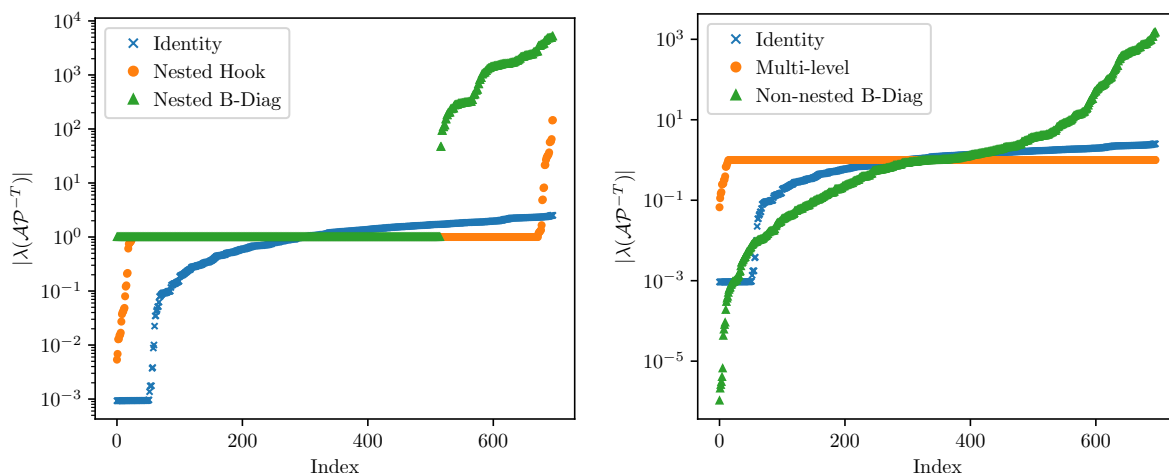 10^4
10^3
10^2
10^1
10^0
10^{-1}
10^{-2}
10^{-3}
|λ(𝒜𝒫^{-T})|
Identity
Nested Hook
Nested B-Diag
0
200
400
600
Index
10^3
10^1
10^{-1}
10^{-3}
10^{-5}
|λ(𝒜𝒫^{-T})|
Identity
Multi-level
Non-nested B-Diag
0
200
400
600
Index